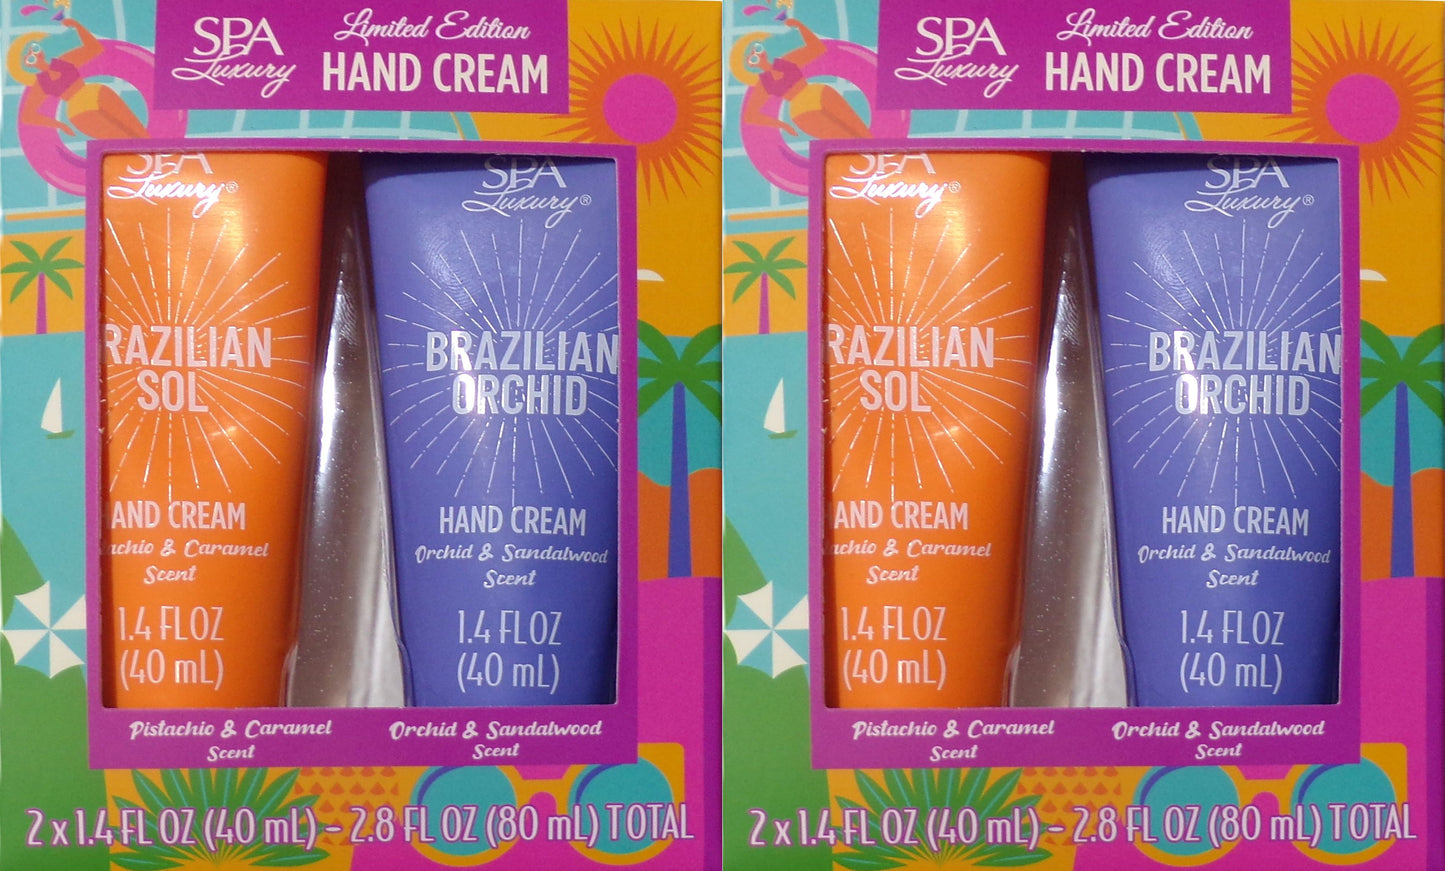 SPA
Luxury
Limited Edition
HAND CREAM
SPA
Luxury®
RAZILIAN
SOL
AND CREAM
achio & Caramel
Scent
1.4 FL OZ
(40 mL)
SPA
Luxury®
BRAZILIAN
ORCHID
HAND CREAM
Orchid & Sandalwood
Scent
1.4 FL OZ
(40 mL)
Pistachio & Caramel
Scent
Orchid & Sandalwood
Scent
2 x 1.4 FL OZ (40 mL) – 2.8 FL OZ (80 mL) TOTAL
SPA
Luxury
Limited Edition
HAND CREAM
SPA
Luxury®
RAZILIAN
SOL
AND CREAM
achio & Caramel
Scent
1.4 FL OZ
(40 mL)
SPA
Luxury®
BRAZILIAN
ORCHID
HAND CREAM
Orchid & Sandalwood
Scent
1.4 FL OZ
(40 mL)
Pistachio & Caramel
Scent
Orchid & Sandalwood
Scent
2 x 1.4 FL OZ (40 mL) – 2.8 FL OZ (80 mL) TOTAL